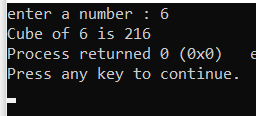 enter a number : 6
Cube of 6 is 216
Process returned 0 (0x0)
Press any key to continue.